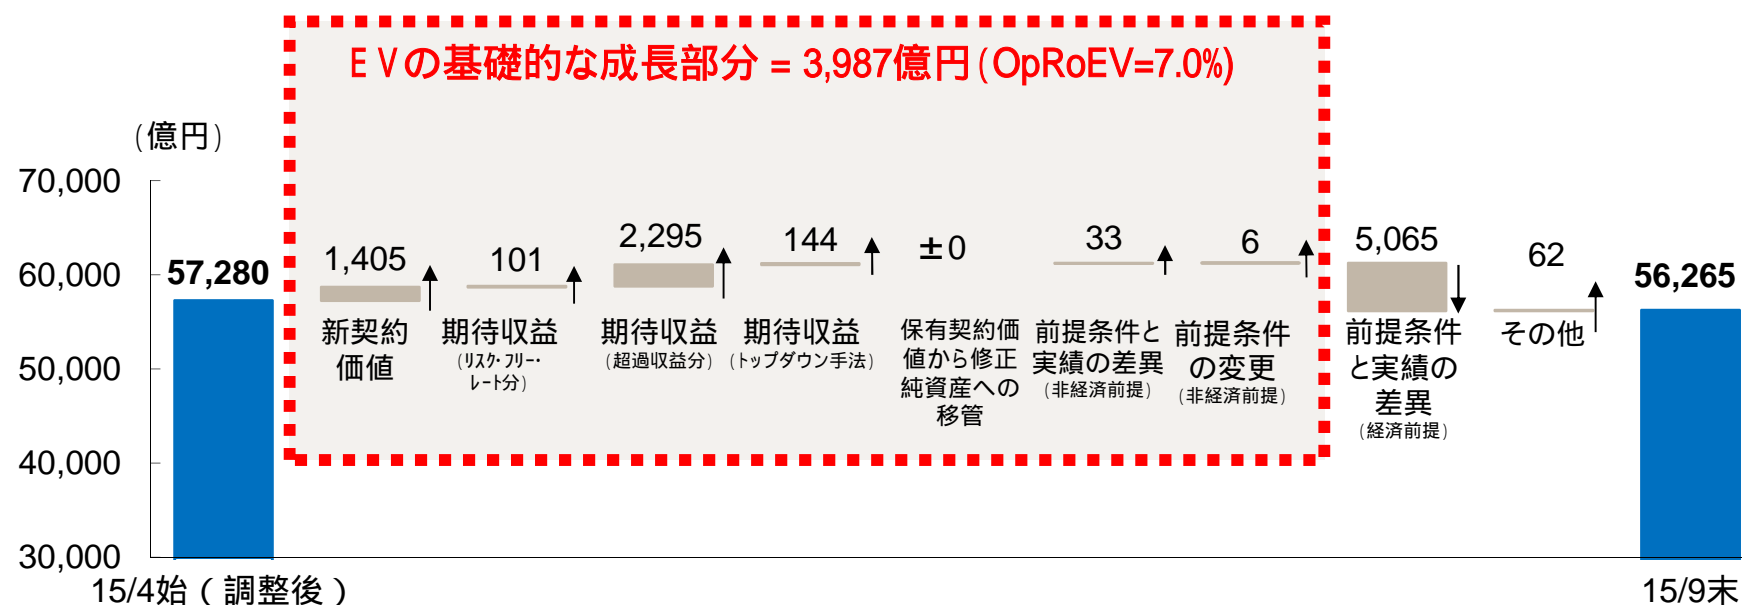 EVの基礎的な成長部分 = 3,987億円(OpRoEV=7.0%)
(億円)
70,000
60,000
50,000
40,000
30,000
57,280
1,405
101
2,295
144
±0
33
6
5,065
62
56,265
新契約
価値
期待収益
(リスク・フリー・
レート分)
期待収益
(超過収益分)
期待収益
(トップダウン手法)
保有契約価
値から修正
純資産への
移管
前提条件と
実績の差異
(非経済前提)
前提条件
の変更
(非経済前提)
前提条件
と実績の
差異
(経済前提)
その他
15/4始(調整後)
15/9末